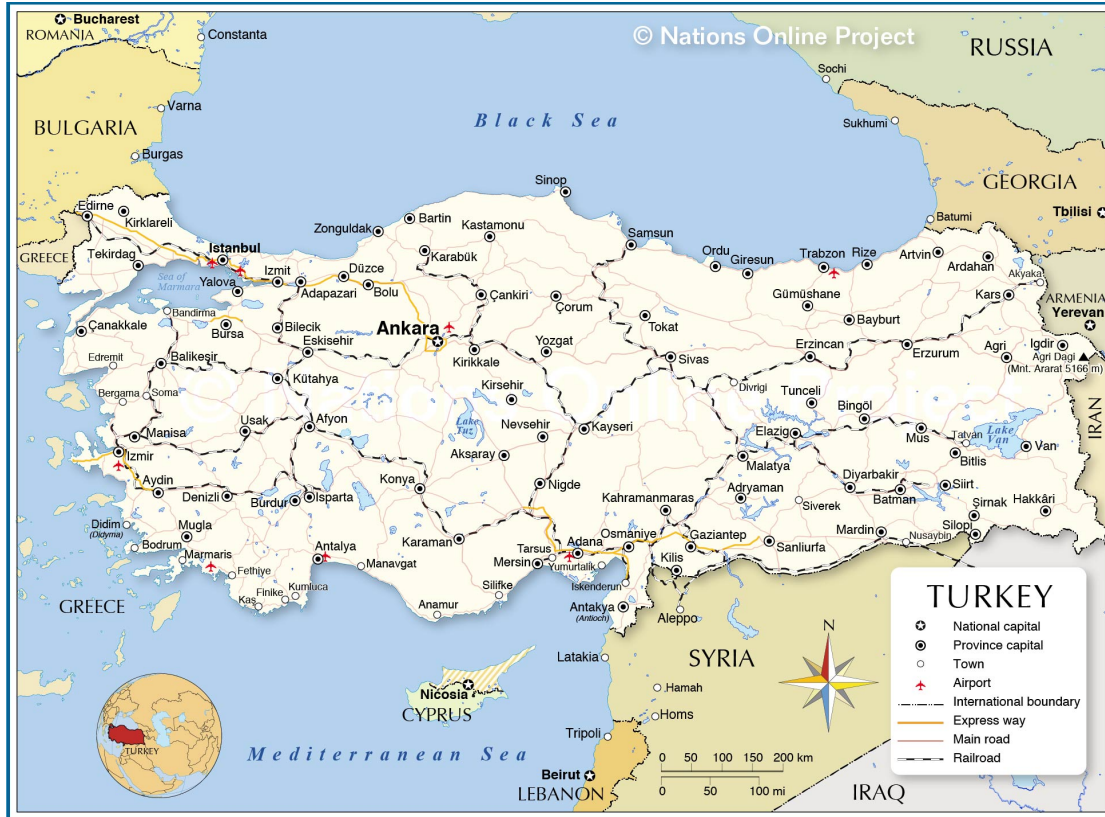 Bucharest
ROMANIA
Constanta
© Nations Online Project
RUSSIA
Sochi
Varna
BULGARIA
Black Sea
Sukhumi
Burgas
GEORGIA
Sinop
Tbilisi
Edirne
Kirklareli
Bartin
Batumi
Zonguldak
Kastamonu
Samsun
Istanbul
GREECE
Tekirdag
Karabük
Ordu
Giresun
Trabzon
Rize
Artvin
Ardahan
Sea of
Marmara
Yalova
Izmit
Düzce
Adapazari
Bolu
Akyaka
Bandirma
Çankiri
Çorum
Gümüshane
Kars
ARMENIA
Yerevan
Çanakkale
Bursa
Bilecik
Ankara
Tokat
Bayburt
Eskisehir
Kirikkale
Yozgat
Sivas
Erzincan
Erzurum
Agri
Igdir
Agri Dagi
(Mnt. Ararat 5166 m)
Edremit
Balikeşir
Kütahya
Kirsehir
Divrigi
Tunceli
© Nations Online Project
Bergama
Soma
IRAN
Usak
Afyon
Lake
Tuz
Nevsehir
Kayseri
Elazig
Bingöl
Mus
Tatvan
Lake
Van
Van
Manisa
Izmir
Aksaray
Malatya
Bitlis
Aydin
Denizli
Burdur
Isparta
Konya
Nigde
Kahramanmaras
Adryaman
Siverek
Diyarbakir
Batman
Siirt
Şirnak
Hakkâri
Didim
(Didyma)
Mugla
Bodrum
Marmaris
Fethiye
Antalya
Manavgat
Karaman
Tarsus
Mersin
Adana
Yumurtalik
Osmaniye
Gaziantep
Sanliurfa
Mardin
Nusaybin
Silopi
Kilis
Iskenderun
Kumluca
Finike
Kaş
Silifke
Anamur
Antakya
(Antioch)
GREECE
Aleppo
Latakia
SYRIA
Hamah
Homs
Nicosia
CYPRUS
Tripoli
Mediterranean Sea
Beirut
LEBANON
IRAQ
TURKEY
N
0 50 100 150 200 km
0 50 100 mi
TURKEY
National capital
Province capital
Town
Airport
International boundary
Express way
Main road
Railroad